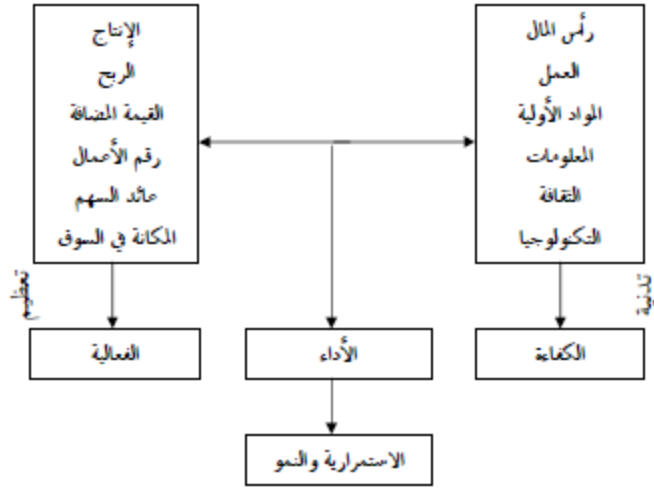 رأس المال
العمل
المواد الأولية
المعلومات
الثقافة
التكنولوجيا
الإنتاج
الربح
القيمة المضافة
رقم الأعمال
عائد السهم
المكانة في السوق
تدنية
تعظيم
الكفاءة
الأداء
الفعالية
الاستمرارية والنمو